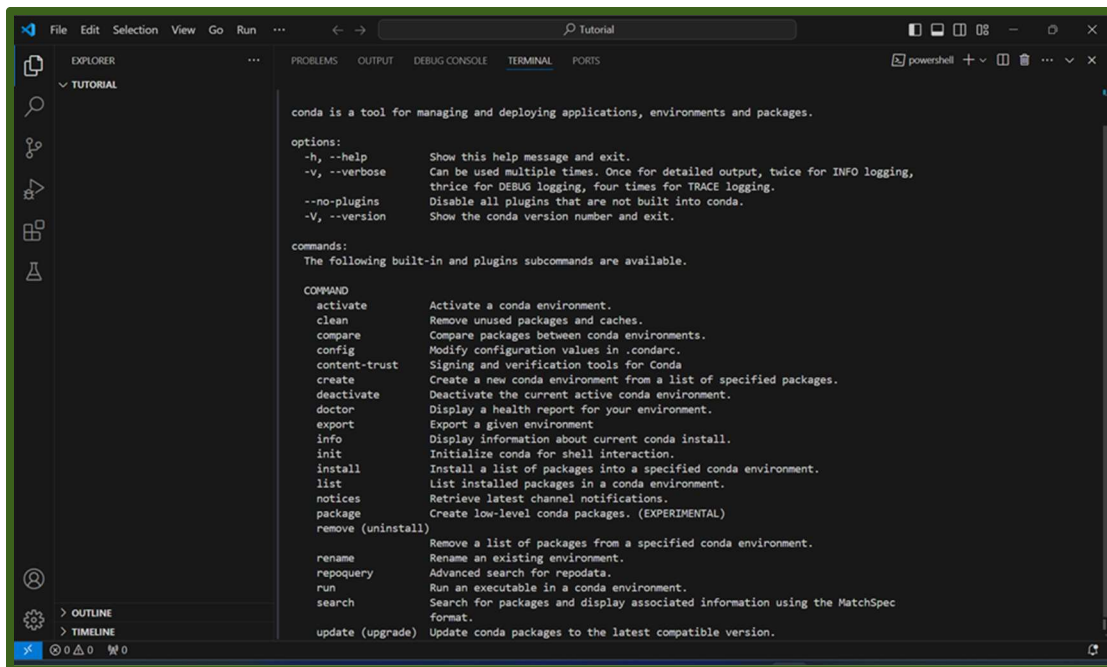 File Edit Selection View Go Run ··· Tutorial
EXPLORER ···
TUTORIAL
PROBLEMS OUTPUT DEBUG CONSOLE TERMINAL PORTS powershell
conda is a tool for managing and deploying applications, environments and packages.
options:
-h, --help Show this help message and exit.
-v, --verbose Can be used multiple times. Once for detailed output, twice for INFO logging,
thrice for DEBUG logging, four times for TRACE logging.
--no-plugins Disable all plugins that are not built into conda.
-V, --version Show the conda version number and exit.
commands:
The following built-in and plugins subcommands are available.
COMMAND
activate Activate a conda environment.
clean Remove unused packages and caches.
compare Compare packages between conda environments.
config Modify configuration values in .condarc.
content-trust Signing and verification tools for Conda
create Create a new conda environment from a list of specified packages.
deactivate Deactivate the current active conda environment.
doctor Display a health report for your environment.
export Export a given environment
info Display information about current conda install.
init Initialize conda for shell interaction.
install Install a list of packages into a specified conda environment.
list List installed packages in a conda environment.
notices Retrieve latest channel notifications.
package Create low-level conda packages. (EXPERIMENTAL)
remove (uninstall)
Remove a list of packages from a specified conda environment.
rename Rename an existing environment.
repoquery Advanced search for repodata.
run Run an executable in a conda environment.
search Search for packages and display associated information using the MatchSpec
format.
update (upgrade) Update conda packages to the latest compatible version.
OUTLINE
TIMELINE
0 0 0